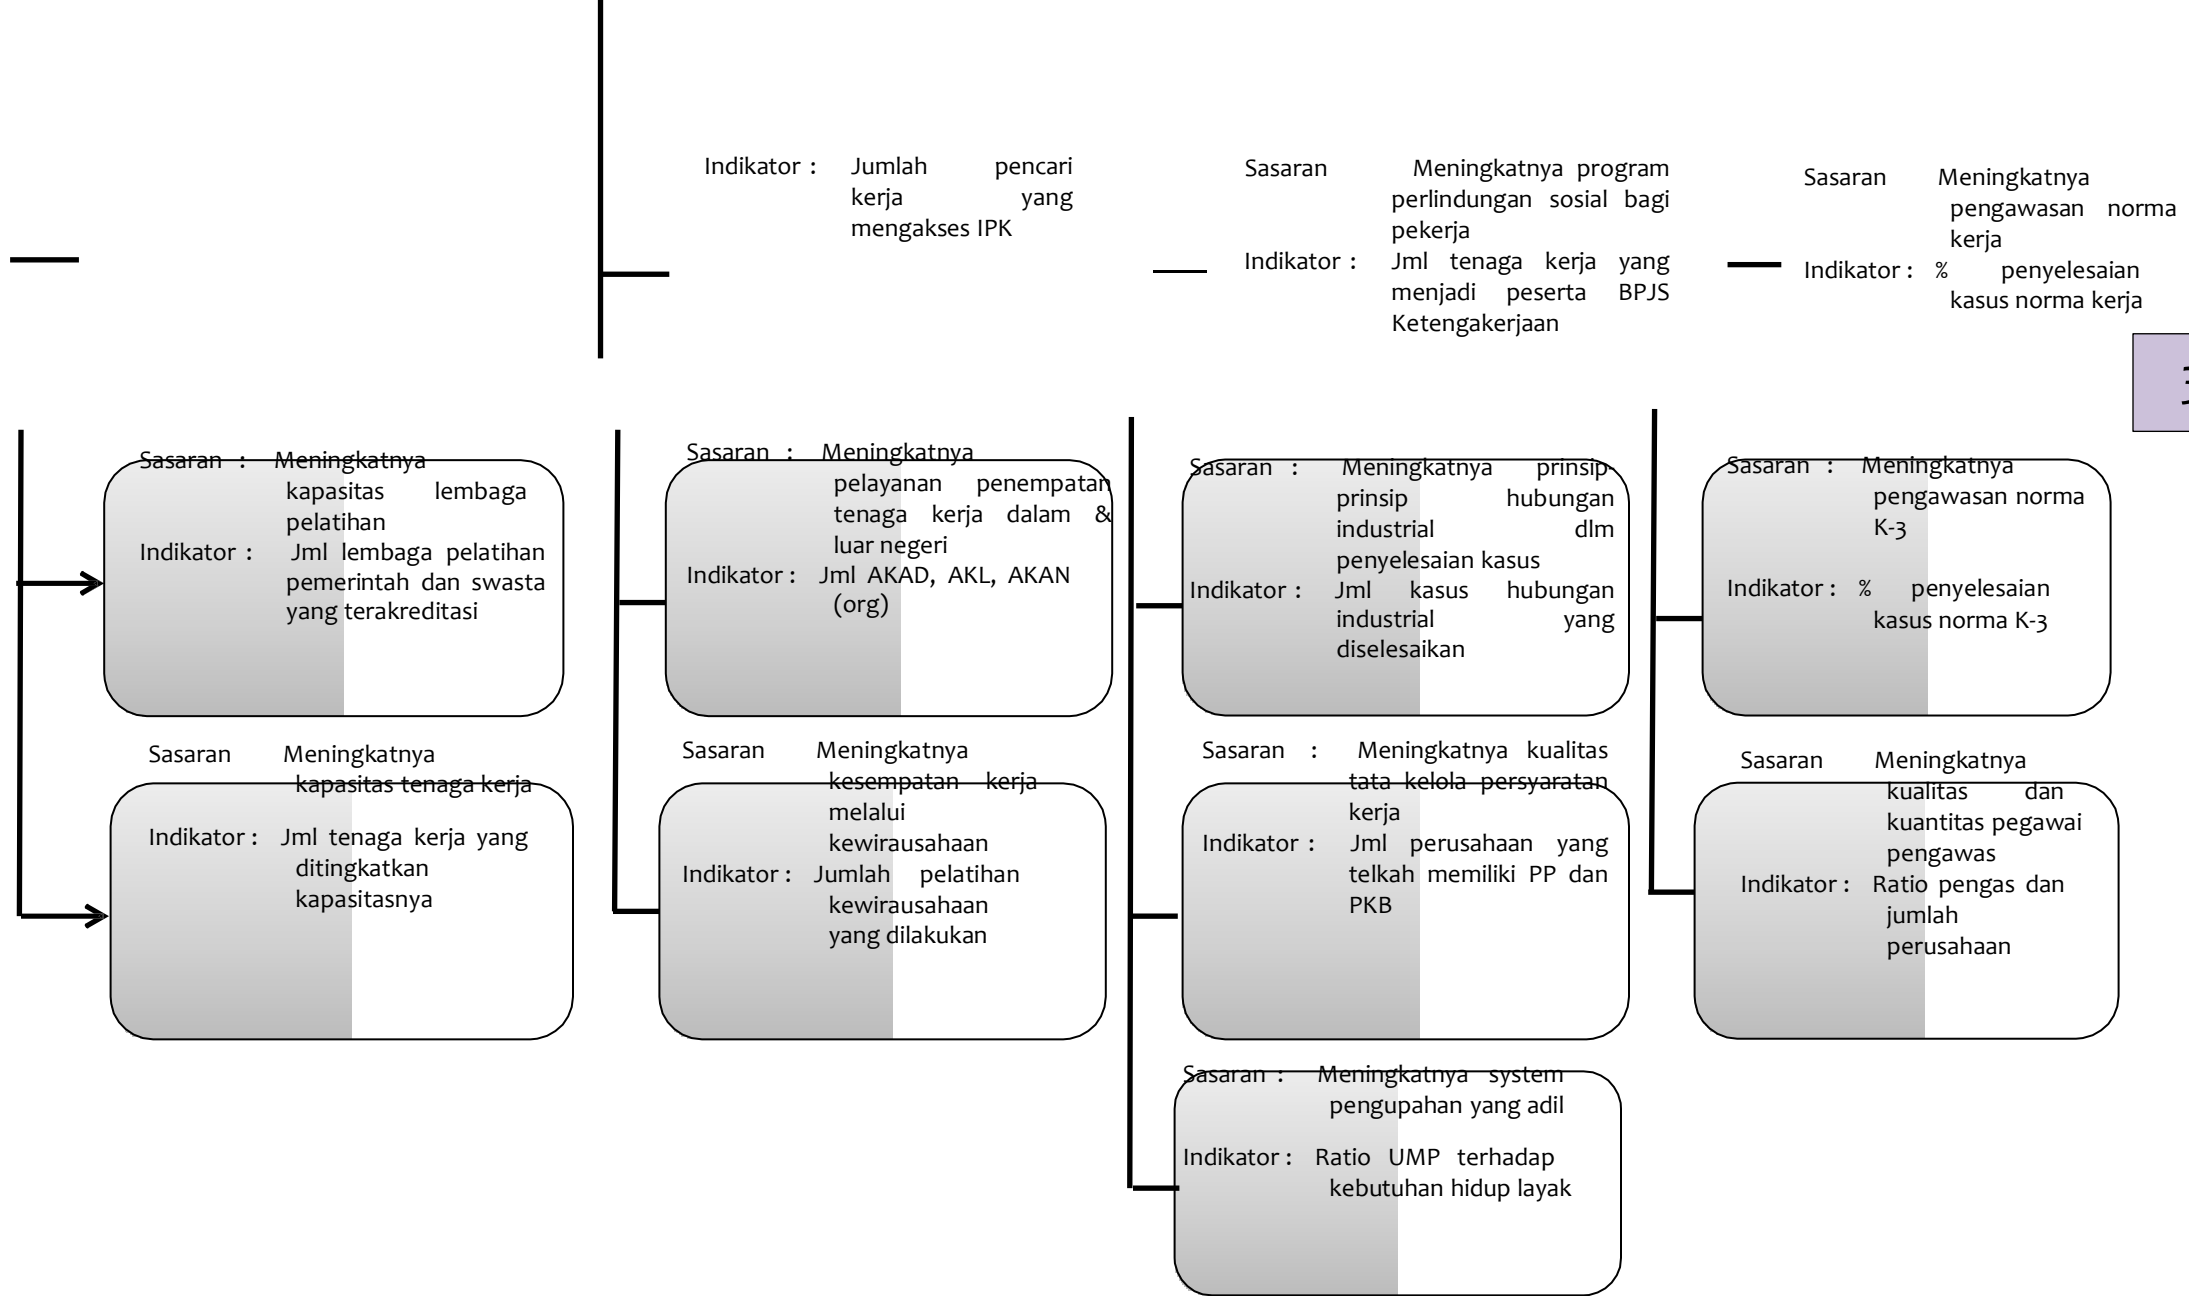 Indikator : Jumlah pencari
kerja yang
mengakses IPK
Sasaran Meningkatnya program
perlindungan sosial bagi
pekerja
Indikator : Jml tenaga kerja yang
menjadi peserta BPJS
Ketengakerjaan
Sasaran Meningkatnya
pengawasan norma
kerja
Indikator : % penyelesaian
kasus norma kerja
Sasaran : Meningkatnya
kapasitas lembaga
pelatihan
Indikator : Jml lembaga pelatihan
pemerintah dan swasta
yang terakreditasi
Sasaran : Meningkatnya
pelayanan penempatan
tenaga kerja dalam &
luar negeri
Indikator : Jml AKAD, AKL, AKAN
(org)
Sasaran : Meningkatnya prinsip-
prinsip hubungan
industrial dlm
penyelesaian kasus
Indikator : Jml kasus hubungan
industrial yang
diselesaikan
Sasaran : Meningkatnya
pengawasan norma
K-3
Indikator : % penyelesaian
kasus norma K-3
Sasaran Meningkatnya
kapasitas tenaga kerja
Indikator : Jml tenaga kerja yang
ditingkatkan
kapasitasnya
Sasaran Meningkatnya
kesempatan kerja
melalui
kewirausahaan
Indikator : Jumlah pelatihan
kewirausahaan
yang dilakukan
Sasaran : Meningkatnya kualitas
tata kelola persyaratan
kerja
Indikator : Jml perusahaan yang
telkah memiliki PP dan
PKB
Sasaran Meningkatnya
kualitas dan
kuantitas pegawai
pengawas
Indikator : Ratio pengas dan
jumlah
perusahaan
Sasaran : Meningkatnya system
pengupahan yang adil
Indikator : Ratio UMP terhadap
kebutuhan hidup layak